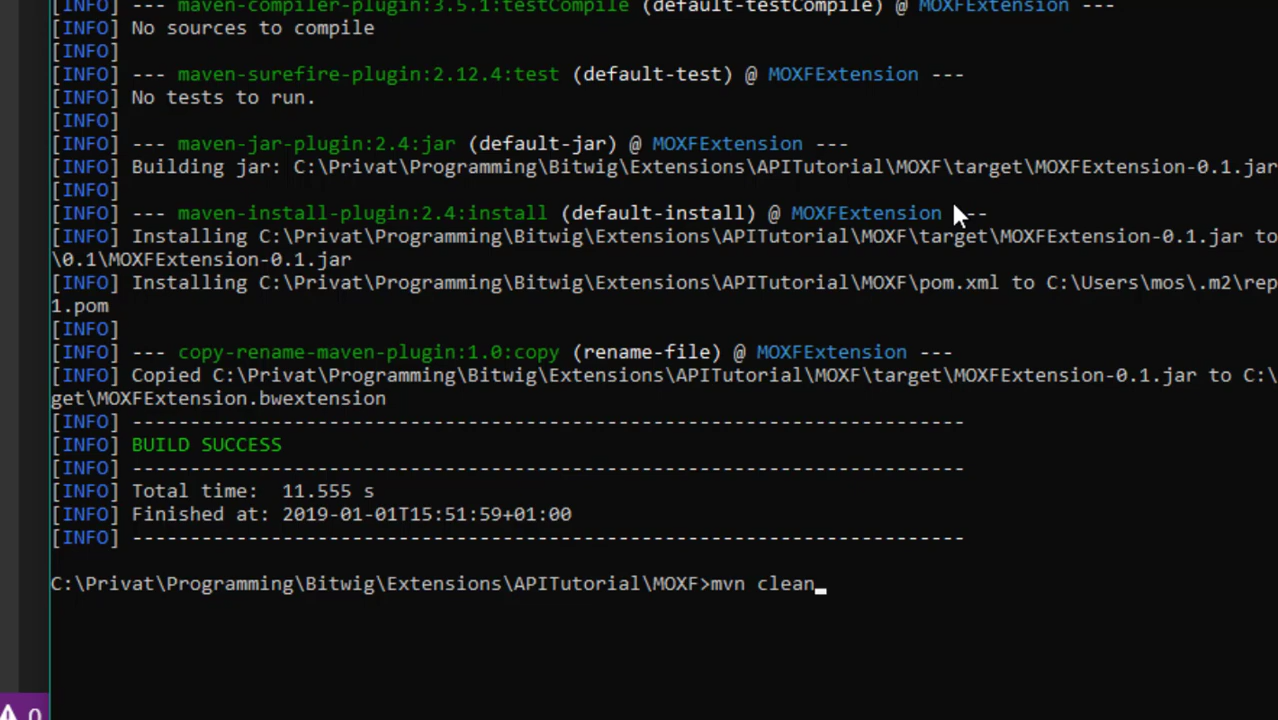 [INFO] --- maven-compiler-plugin:3.5.1:testCompile (default-testCompile) @ MOXFExtension ---
[INFO] No sources to compile
[INFO]
[INFO] --- maven-surefire-plugin:2.12.4:test (default-test) @ MOXFExtension ---
[INFO] No tests to run.
[INFO]
[INFO] --- maven-jar-plugin:2.4:jar (default-jar) @ MOXFExtension ---
[INFO] Building jar: C:\Privat\Programming\Bitwig\Extensions\APITutorial\MOXF\target\MOXFExtension-0.1.jar
[INFO]
[INFO] --- maven-install-plugin:2.4:install (default-install) @ MOXFExtension ---
[INFO] Installing C:\Privat\Programming\Bitwig\Extensions\APITutorial\MOXF\target\MOXFExtension-0.1.jar to
\0.1\MOXFExtension-0.1.jar
[INFO] Installing C:\Privat\Programming\Bitwig\Extensions\APITutorial\MOXF\pom.xml to C:\Users\mos\.m2\rep
1.pom
[INFO]
[INFO] --- copy-rename-maven-plugin:1.0:copy (rename-file) @ MOXFExtension ---
[INFO] Copied C:\Privat\Programming\Bitwig\Extensions\APITutorial\MOXF\target\MOXFExtension-0.1.jar to C:\
get\MOXFExtension.bwextension
[INFO] ------------------------------------------------------------------------
[INFO] BUILD SUCCESS
[INFO] ------------------------------------------------------------------------
[INFO] Total time:  11.555 s
[INFO] Finished at: 2019-01-01T15:51:59+01:00
[INFO] ------------------------------------------------------------------------
C:\Privat\Programming\Bitwig\Extensions\APITutorial\MOXF>mvn clean_
0